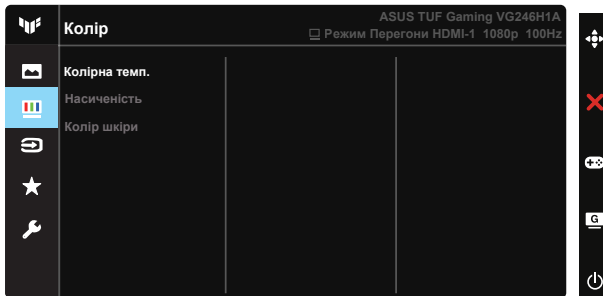 ASUS TUF Gaming VG246H1A
Колір
Режим Перегони HDMI-1 1080p 100Hz
Колірна темп.
Насиченість
Колір шкіри
G